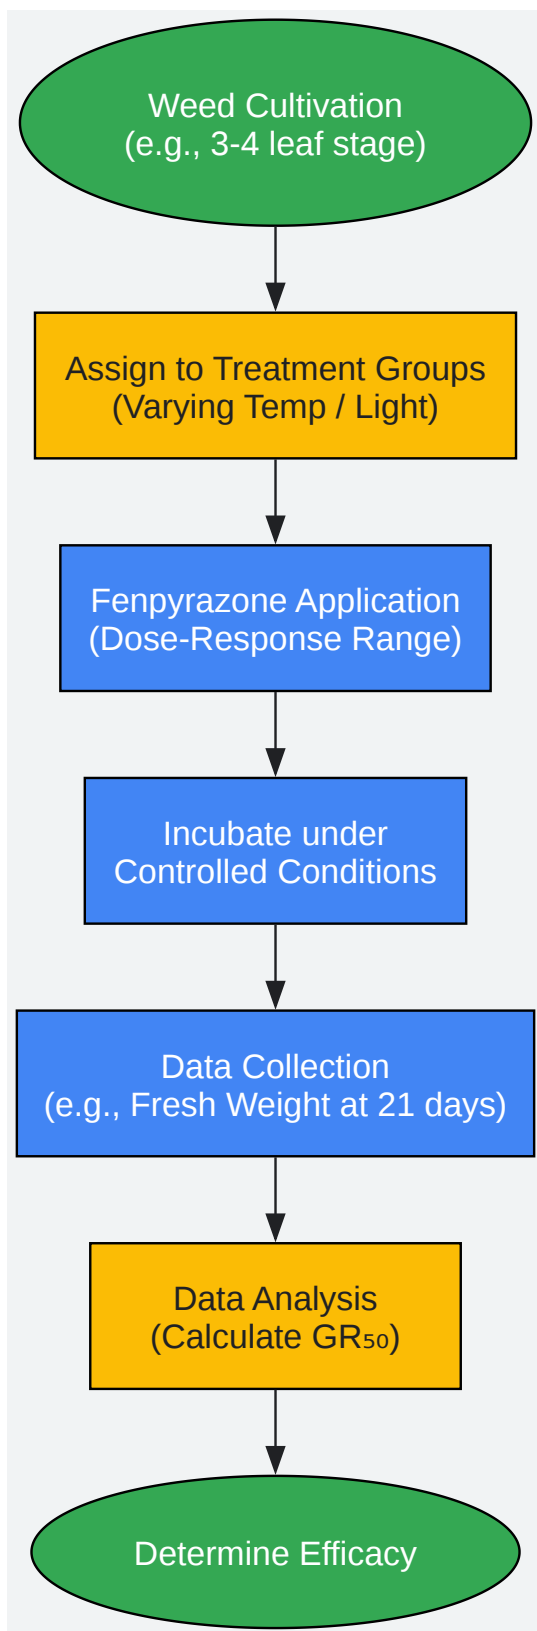 Weed Cultivation
(e.g., 3-4 leaf stage)
Assign to Treatment Groups
(Varying Temp / Light)
Fenpyrazone Application
(Dose-Response Range)
Incubate under
Controlled Conditions
Data Collection
(e.g., Fresh Weight at 21 days)
Data Analysis
(Calculate GR₅₀)
Determine Efficacy